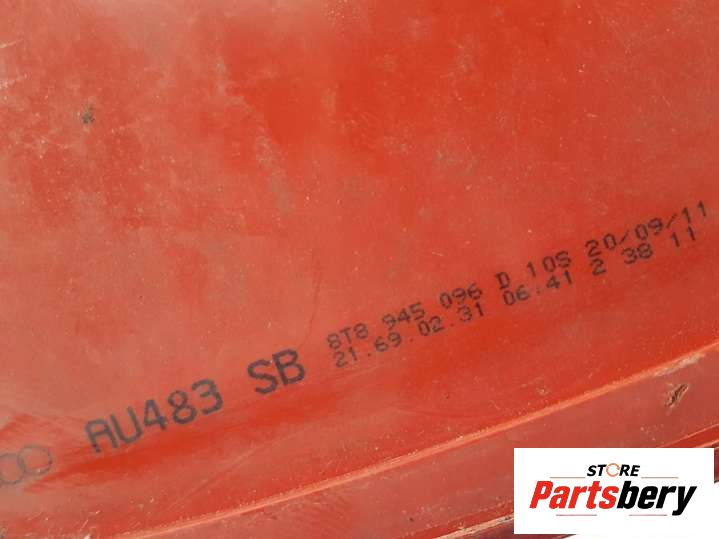 8T8 945 096 D 10S 20/09/11
21.69.02.31 06:41 2 38 11
AU483 SB
STORE
Partsbery